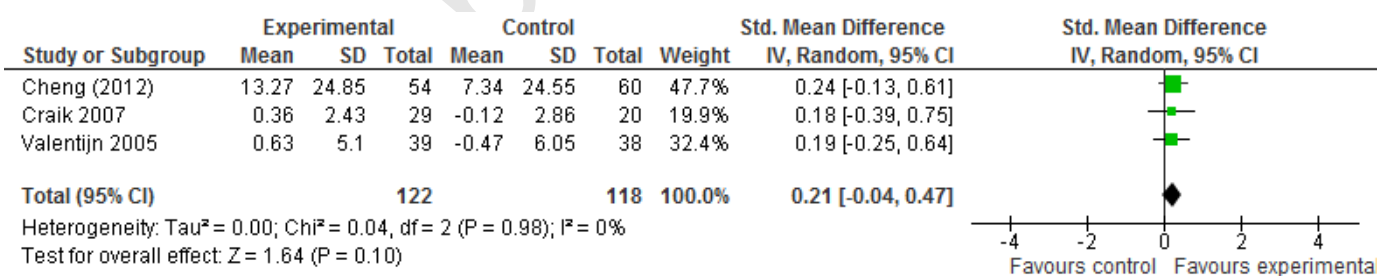 Experimental Control Std. Mean Difference Std. Mean Difference
Study or Subgroup Mean SD Total Mean SD Total Weight IV, Random, 95% CI IV, Random, 95% CI
Cheng (2012) 13.27 24.85 54 7.34 24.55 60 47.7% 0.24 [-0.13, 0.61]
Craik 2007 0.36 2.43 29 -0.12 2.86 20 19.9% 0.18 [-0.39, 0.75]
Valentijn 2005 0.63 5.1 39 -0.47 6.05 38 32.4% 0.19 [-0.25, 0.64]
Total (95% CI) 122 118 100.0% 0.21 [-0.04, 0.47]
Heterogeneity: Tau² = 0.00; Chi² = 0.04, df = 2 (P = 0.98); I² = 0%
Test for overall effect: Z = 1.64 (P = 0.10)
-4 -2 0 2 4
Favours control Favours experimental